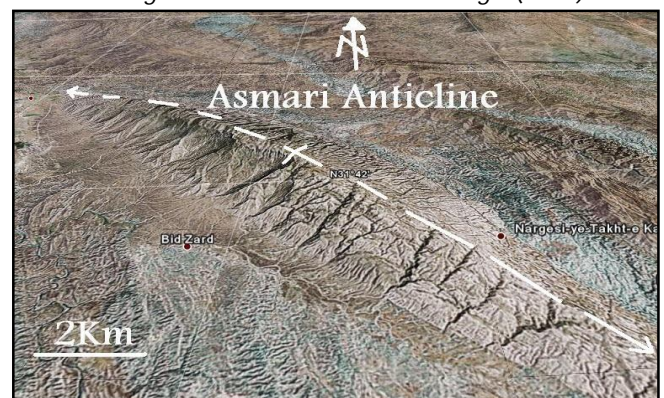 N
Asmari Anticline
N31°42'
Nargesi-ye-Takht-e Ka
Bid Zard
2Km